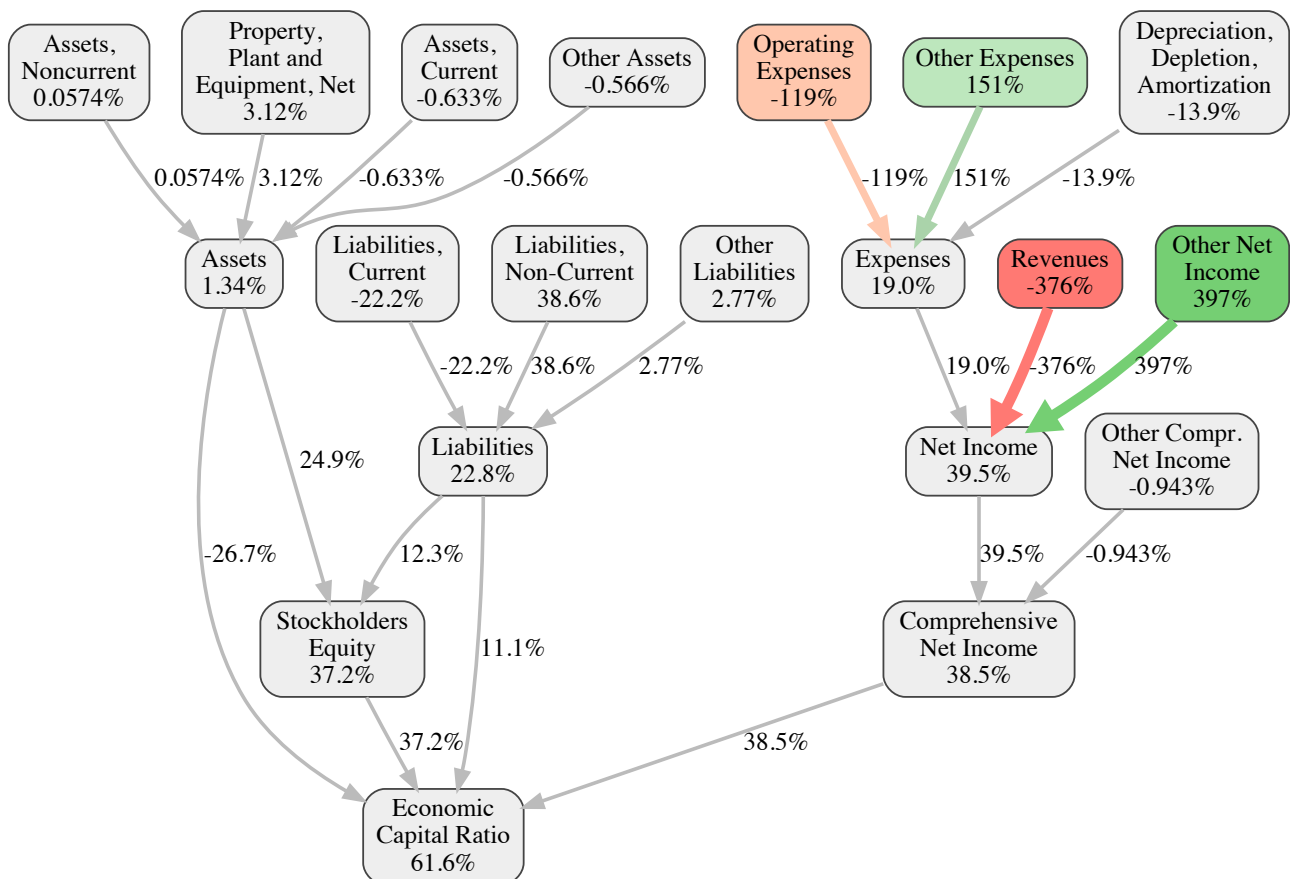 Assets,
Noncurrent
0.0574%
Property,
Plant and
Equipment, Net
3.12%
Assets,
Current
-0.633%
Other Assets
-0.566%
Operating
Expenses
-119%
Other Expenses
151%
Depreciation,
Depletion,
Amortization
-13.9%
0.0574%
3.12%
-0.633%
-0.566%
-119%
151%
-13.9%
Assets
1.34%
Liabilities,
Current
-22.2%
Liabilities,
Non-Current
38.6%
Other
Liabilities
2.77%
Expenses
19.0%
Revenues
-376%
Other Net
Income
397%
-22.2%
38.6%
2.77%
19.0%
-376%
397%
24.9%
Liabilities
22.8%
Net Income
39.5%
Other Compr.
Net Income
-0.943%
-26.7%
12.3%
39.5%
-0.943%
Stockholders
Equity
37.2%
11.1%
Comprehensive
Net Income
38.5%
37.2%
38.5%
Economic
Capital Ratio
61.6%